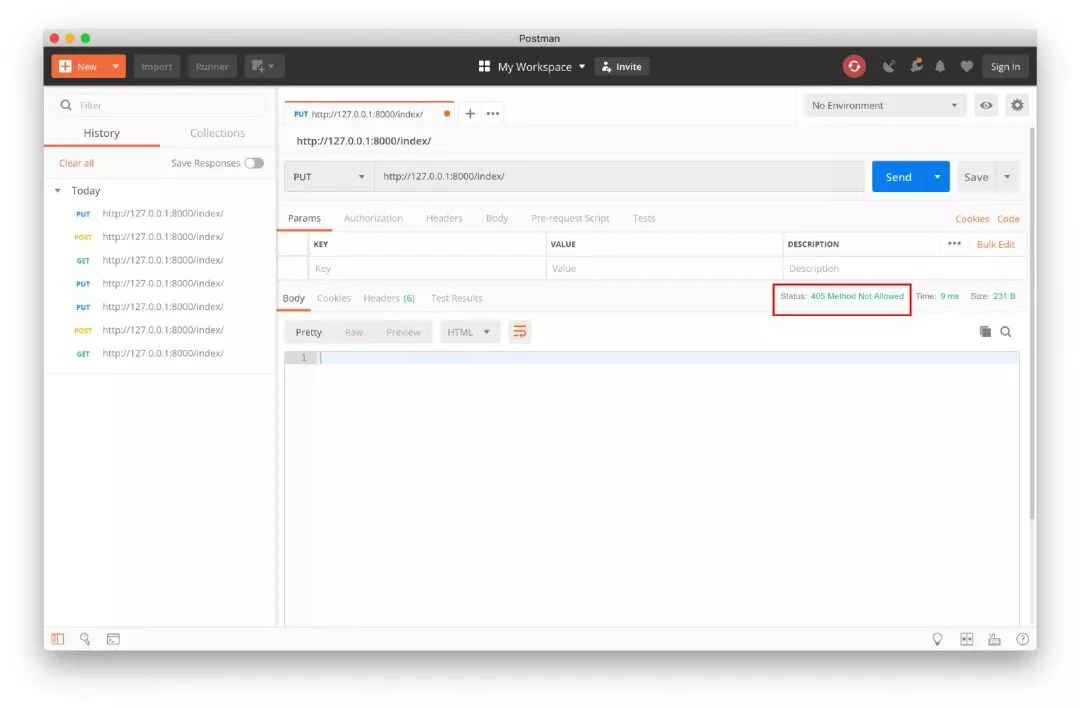 Postman
New Import Runner My Workspace Invite Sign In
Filter
History Collections
Clear all Save Responses
Today
PUT http://127.0.0.1:8000/index/
POST http://127.0.0.1:8000/index/
GET http://127.0.0.1:8000/index/
PUT http://127.0.0.1:8000/index/
PUT http://127.0.0.1:8000/index/
POST http://127.0.0.1:8000/index/
GET http://127.0.0.1:8000/index/
PUT http://127.0.0.1:8000/index/ No Environment
http://127.0.0.1:8000/index/
PUT http://127.0.0.1:8000/index/ Send Save
Params Authorization Headers Body Pre-request Script Tests Cookies Code
KEY VALUE DESCRIPTION Bulk Edit
Key Value Description
Body Cookies Headers (6) Test Results Status: 405 Method Not Allowed Time: 9 ms Size: 231 B
Pretty Raw Preview HTML
1